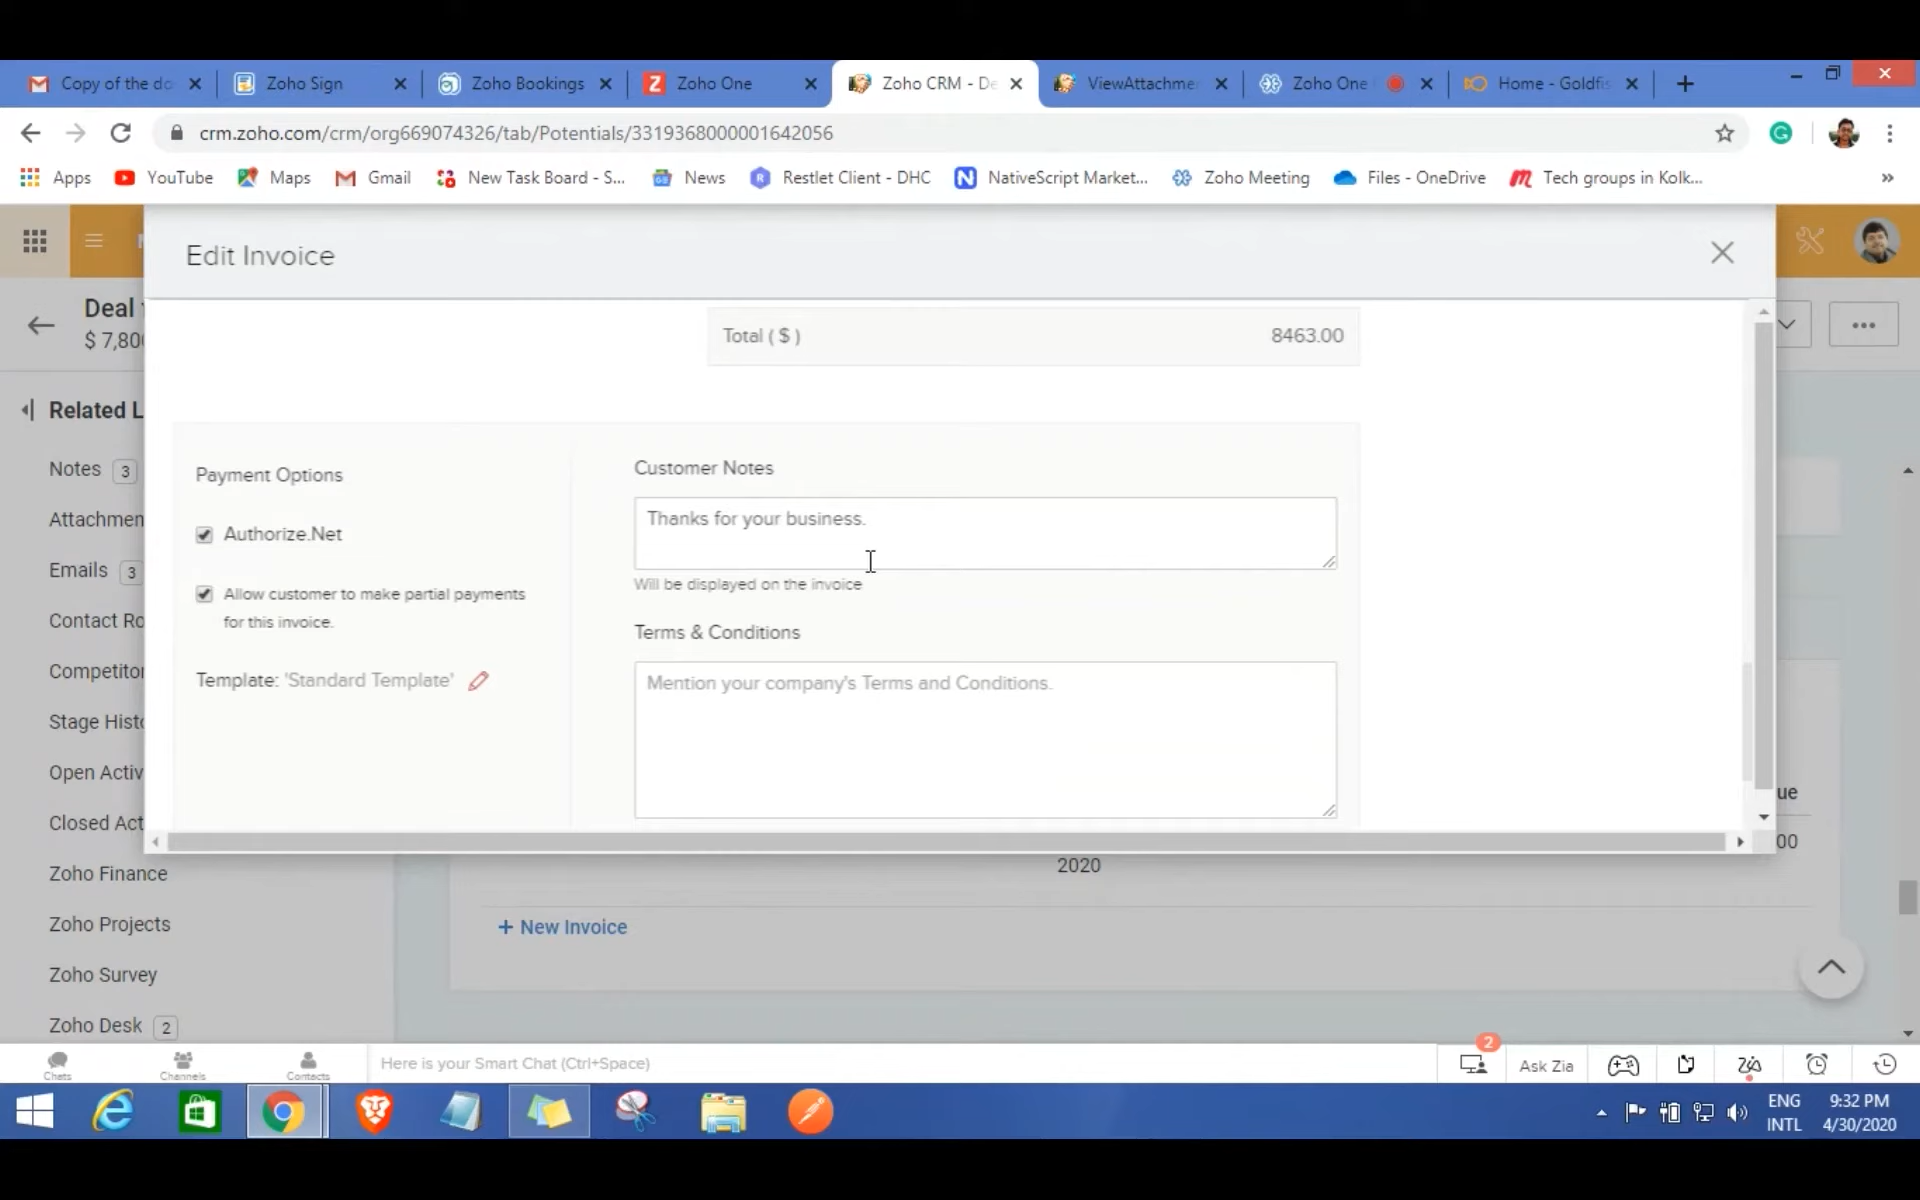 Copy of the do
Zoho Sign
Zoho Bookings
Zoho One
Zoho CRM - De
ViewAttachme
Zoho One
Home - Goldfis
crm.zoho.com/crm/org669074326/tab/Potentials/3319368000001642056
Apps
YouTube
Maps
Gmail
New Task Board - S...
News
Restlet Client - DHC
NativeScript Market...
Zoho Meeting
Files - OneDrive
Tech groups in Kolk...
Edit Invoice
Deal
$ 7,80
Related L
Notes 3
Attachmen
Emails 3
Contact Ro
Competitor
Stage Hist
Open Activ
Closed Act
Zoho Finance
Zoho Projects
Zoho Survey
Zoho Desk 2
Total ( $ ) 8463.00
Payment Options
Authorize.Net
Allow customer to make partial payments
for this invoice.
Template: 'Standard Template'
Customer Notes
Thanks for your business.
Will be displayed on the invoice
Terms & Conditions
Mention your company's Terms and Conditions.
ue
00
2020
+ New Invoice
Chats
Channels
Contacts
Here is your Smart Chat (Ctrl+Space)
2
Ask Zia
ENG
INTL
9:32 PM
4/30/2020